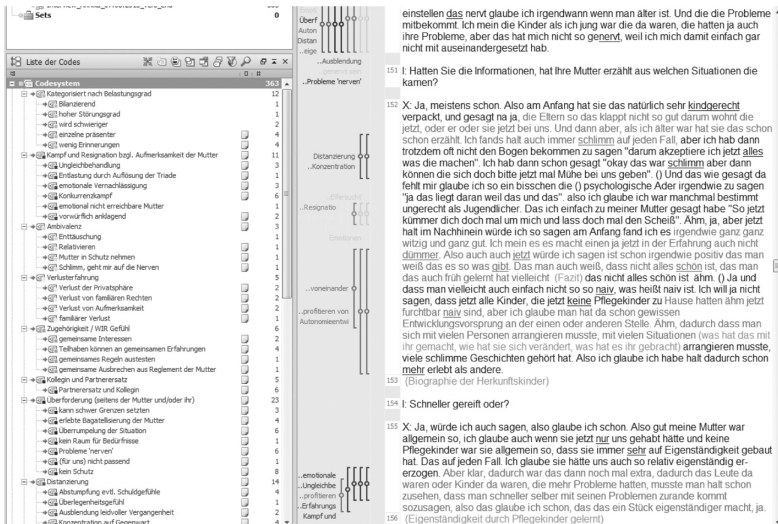 Sets 0
Liste der Codes
Codesystem 363
Kategorisiert nach Belastungsgrad 12
Bilanzierend 1
hoher Störungsgrad 1
wird schwieriger 2
einzelne präsenter 4
wenig Erinnerungen 4
Kampf und Resignation bzgl. Aufmerksamkeit der Mutter 11
Ungleichbehandlung 3
Entlastung durch Auflösung der Triade 1
emotionale Vernachlässigung 3
Konkurrenzkampf 6
emotional nicht erreichbare Mutter
vorwürflich anklagend 2
Ambivalenz 3
Enttäuschung 1
Relativieren 1
Mutter in Schutz nehmen 1
Schlimm, geht mir auf die Nerven 1
Verlusterfahrung 5
Verlust der Privatsphäre 2
Verlust von familiären Rechten 2
Verlust von Aufmerksamkeit 2
familiärer Verlust 1
Zugehörigkeit / WIR Gefühl 6
gemeinsame Interessen 2
Teilhaben können an gemeinsamen Erfahrungen 4
gemeinsames Regeln austesten 1
gemeinsame Ausbrechen aus Reglement der Mutter 1
Kollegin und Partnerersatz 5
Partnerersatz und Kollegin 6
Überforderung (seitens der Mutter und/oder ihr) 23
kann schwer Grenzen setzten 3
erlebte Bagatellisierung der Mutter 4
Überrumpelung der Situation 6
kein Raum für Bedürfnisse 1
Probleme 'nerven' 6
(für uns) nicht passend 1
kein Schutz 8
Distanzierung 14
Abstumpfung evtl. Schuldgefühle 4
Überlegenheitsgefühl 1
Ausblendung leidvoller Vergangenheit 2
Konzentration auf Gegenwart 4
Überf
Auton
Distan
..eige
..Ausblendung
..Probleme 'nerven'
Distanzierung
..Konzentration
..Resignatio
Emotionen
..voneinander
..profitieren von
Autonomieentwi
..emotionale
..Ungleichbe
..profitieren
..Erfahrungs
Kampf und
einstellen das nervt glaube ich irgendwann wenn man älter ist. Und die die Probleme
mitbekommt. Ich mein die Kinder als ich jung war die da waren, die hatten ja auch
ihre Probleme, aber das hat mich nicht so genervt, weil ich mich damit einfach gar
nicht mit auseinandergesetzt hab.
151 I: Hatten Sie die Informationen, hat Ihre Mutter erzählt aus welchen Situationen die
kamen?
152 X: Ja, meistens schon. Also am Anfang hat sie das natürlich sehr kindgerecht
verpackt, und gesagt na ja, die Eltern so das klappt nicht so gut darum wohnt die
jetzt, oder er oder sie jetzt bei uns. Und dann aber, als ich älter war hat sie das schon
schon erzählt. Ich fands halt auch immer schlimm auf jeden Fall, aber ich hab dann
trotzdem oft nicht den Bogen bekommen zu sagen "darum akzeptiere ich jetzt alles
was die machen". Ich hab dann schon gesagt "okay das war schlimm aber dann
können die sich doch bitte jetzt mal Mühe bei uns geben". () Und das wie gesagt da
fehlt mir glaube ich so ein bisschen die () psychologische Ader irgendwie zu sagen
"ja das liegt daran weil das und das". also ich glaube ich war manchmal bestimmt
ungerecht als Jugendlicher. Das ich einfach zu meiner Mutter gesagt habe "So jetzt
kümmer dich doch mal um mich und lass doch mal den Scheiß". Ähm, ja, aber jetzt
halt im Nachhinein würde ich so sagen am Anfang fand ich es irgendwie ganz ganz
witzig und ganz gut. Ich mein es es macht einen ja jetzt in der Erfahrung auch nicht
dümmer. Also auch auch jetzt würde ich sagen ist schon irgendwie positiv das man
weiß das es so was gibt. Das man auch weiß, dass nicht alles schön ist, das man
das auch früh gelernt hat vielleicht (Fazit) das nicht alles schön ist ähm. () Ja und
dass man vielleicht auch einfach nicht so so naiv, was heißt naiv ist. Ich will ja nicht
sagen, dass jetzt alle Kinder, die jetzt keine Pflegekinder zu Hause hatten ähm jetzt
furchtbar naiv sind, aber ich glaube man hat da schon gewissen
Entwicklungsvorsprung an der einen oder anderen Stelle. Ähm, dadurch dass man
sich mit vielen Personen arrangieren musste, mit vielen Situationen (was hat das mit
ihr gemacht, wie hat sie sich verändert, was hat es ihr gebracht) arrangieren musste,
viele schlimme Geschichten gehört hat. Also ich glaube ich habe halt dadurch schon
mehr erlebt als andere.
153 (Biographie der Herkunftskinder)
154 I: Schneller gereift oder?
155 X: Ja, würde ich auch sagen, also glaube ich schon. Also gut meine Mutter war
allgemein so, ich glaube auch wenn sie jetzt nur uns gehabt hätte und keine
Pflegekinder war sie allgemein so, dass sie immer sehr auf Eigenständigkeit gebaut
hat. Das auf jeden Fall. Ich glaube sie hätte uns auch so relativ eigenständig er-
erzogen. Aber klar, dadurch war das dann noch mal extra, dadurch das Leute da
waren oder Kinder da waren, die mehr Probleme hatten, musste man halt schon
zusehen, dass man schneller selber mit seinen Problemen zurande kommt
sozusagen, also das glaube ich schon, das das ein Stück eigenständiger macht, ja.
156 (Eigenständigkeit durch Pflegekinder gelernt)